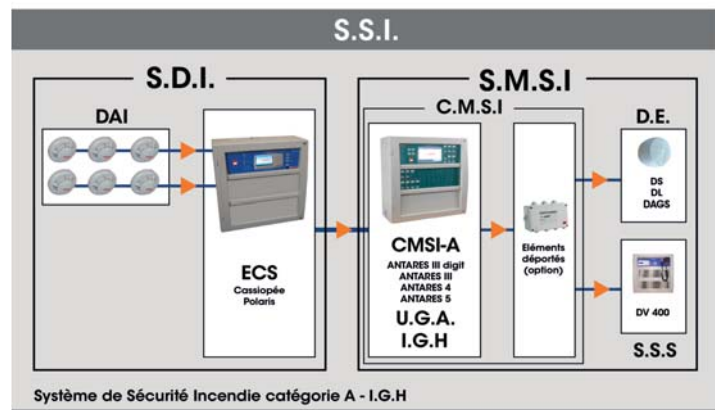 S.S.I.
S.D.I.
DAI
ECS
Cassiopée
Polaris
S.M.S.I
C.M.S.I
CMSI-A
ANTARES III digit
ANTARES III
ANTARES 4
ANTARES 5
U.G.A.
I.G.H
Eléments
déportés
(option)
D.E.
DS
DL
DAGS
DV 400
S.S.S
Système de Sécurité Incendie catégorie A - I.G.H